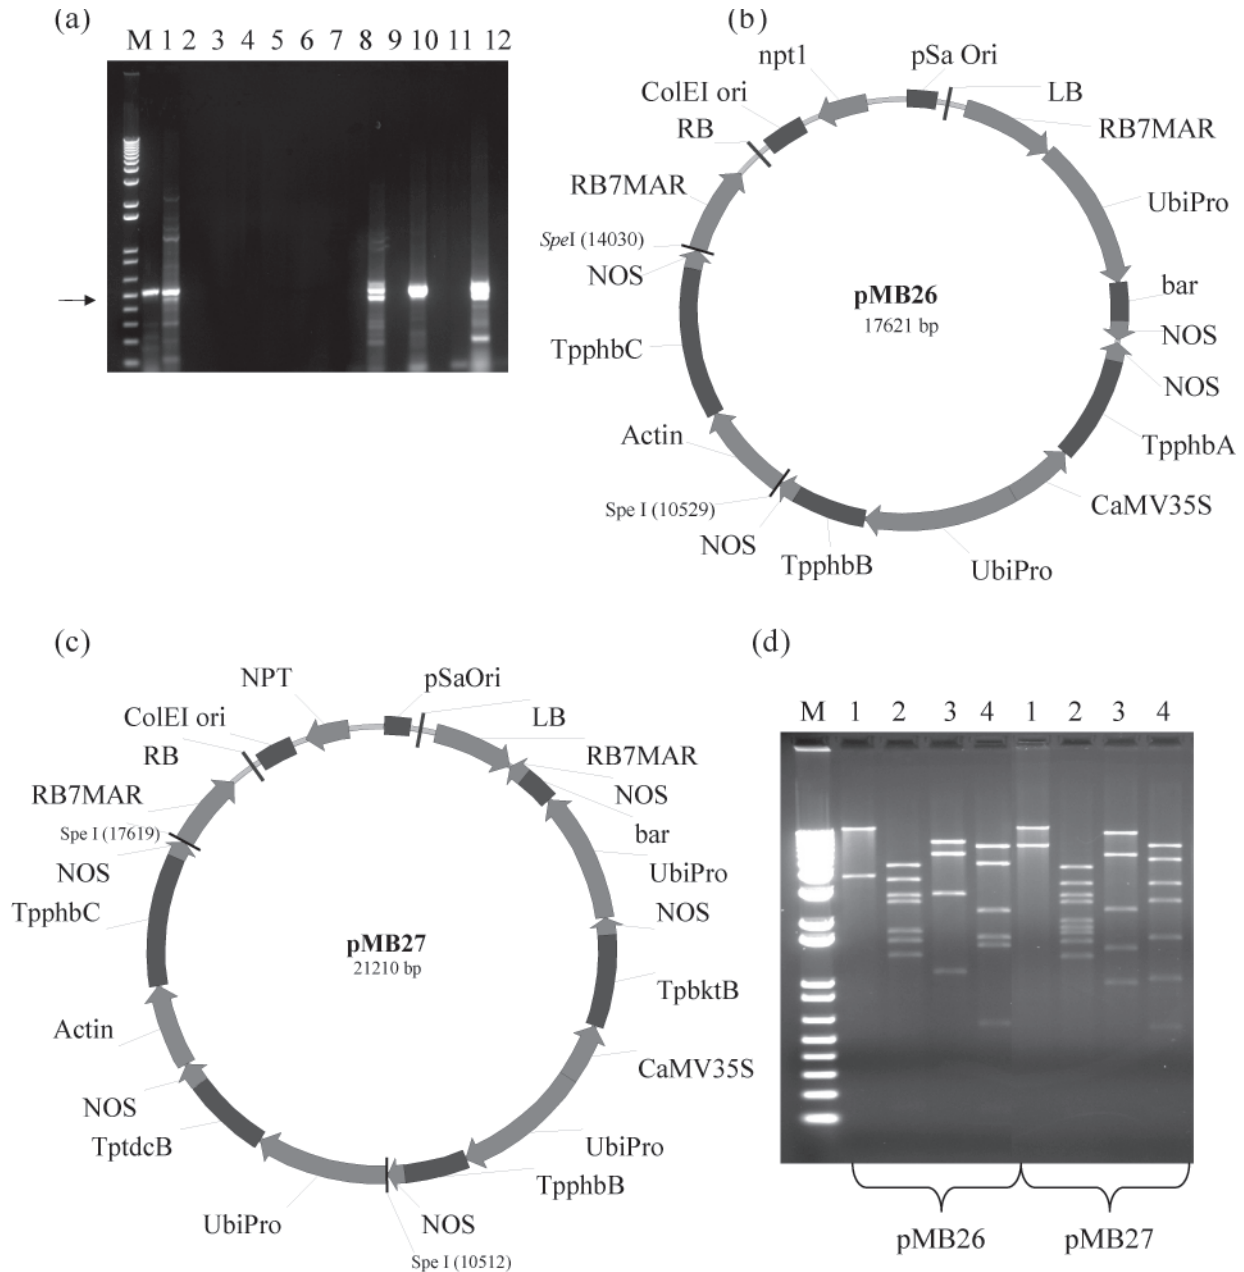 (a)
M 1 2 3 4 5 6 7 8 9 10 11 12
(b)
npt1
pSa Ori
ColEI ori
LB
RB
RB7MAR
RB7MAR
UbiPro
SpeI (14030)
NOS
bar
pMB26
17621 bp
NOS
TpphbC
NOS
Actin
TpphbA
Spe I (10529)
CaMV35S
NOS
TpphbB
UbiPro
(c)
NPT
pSaOri
ColEI ori
LB
RB
RB7MAR
RB7MAR
NOS
Spe I (17619)
bar
NOS
UbiPro
TpphbC
NOS
pMB27
21210 bp
TpbktB
Actin
CaMV35S
NOS
TptdcB
UbiPro
TpphbB
UbiPro
NOS
Spe I (10512)
(d)
M 1 2 3 4 1 2 3 4
pMB26 pMB27